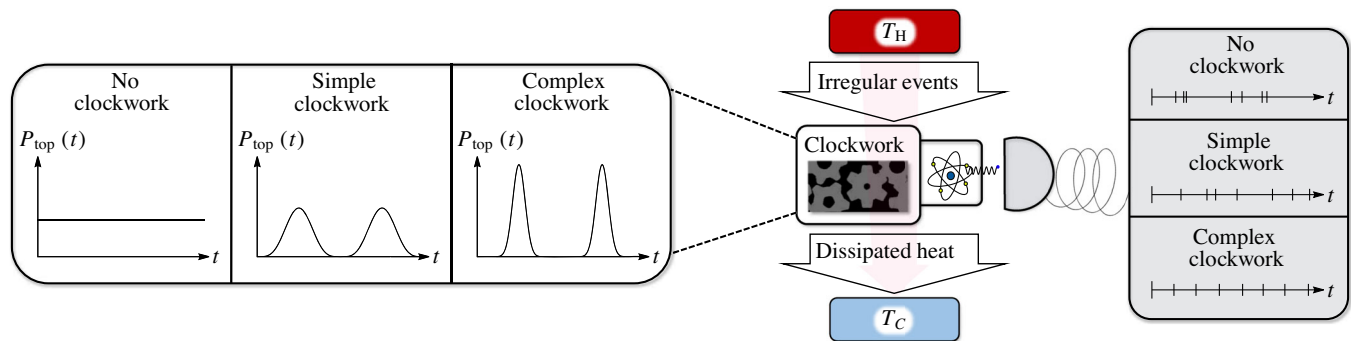 No
clockwork
P_top (t)
t
Simple
clockwork
P_top (t)
t
Complex
clockwork
P_top (t)
t
T_H
Irregular events
Clockwork
Dissipated heat
T_C
No
clockwork
t
Simple
clockwork
t
Complex
clockwork
t